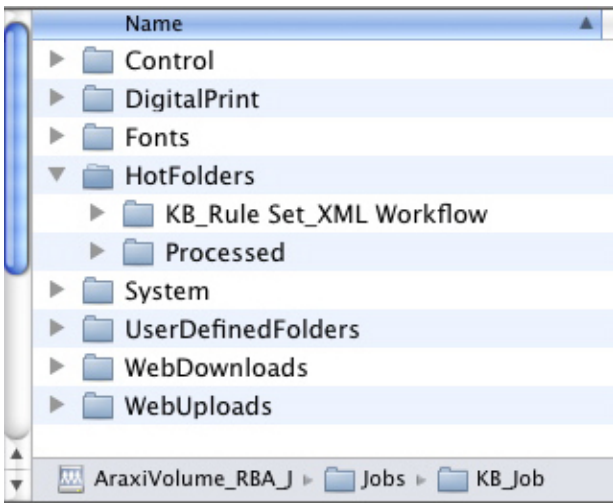 Name
Control
DigitalPrint
Fonts
HotFolders
KB_Rule Set_XML Workflow
Processed
System
UserDefinedFolders
WebDownloads
WebUploads
AraxiVolume_RBA_J Jobs KB_Job